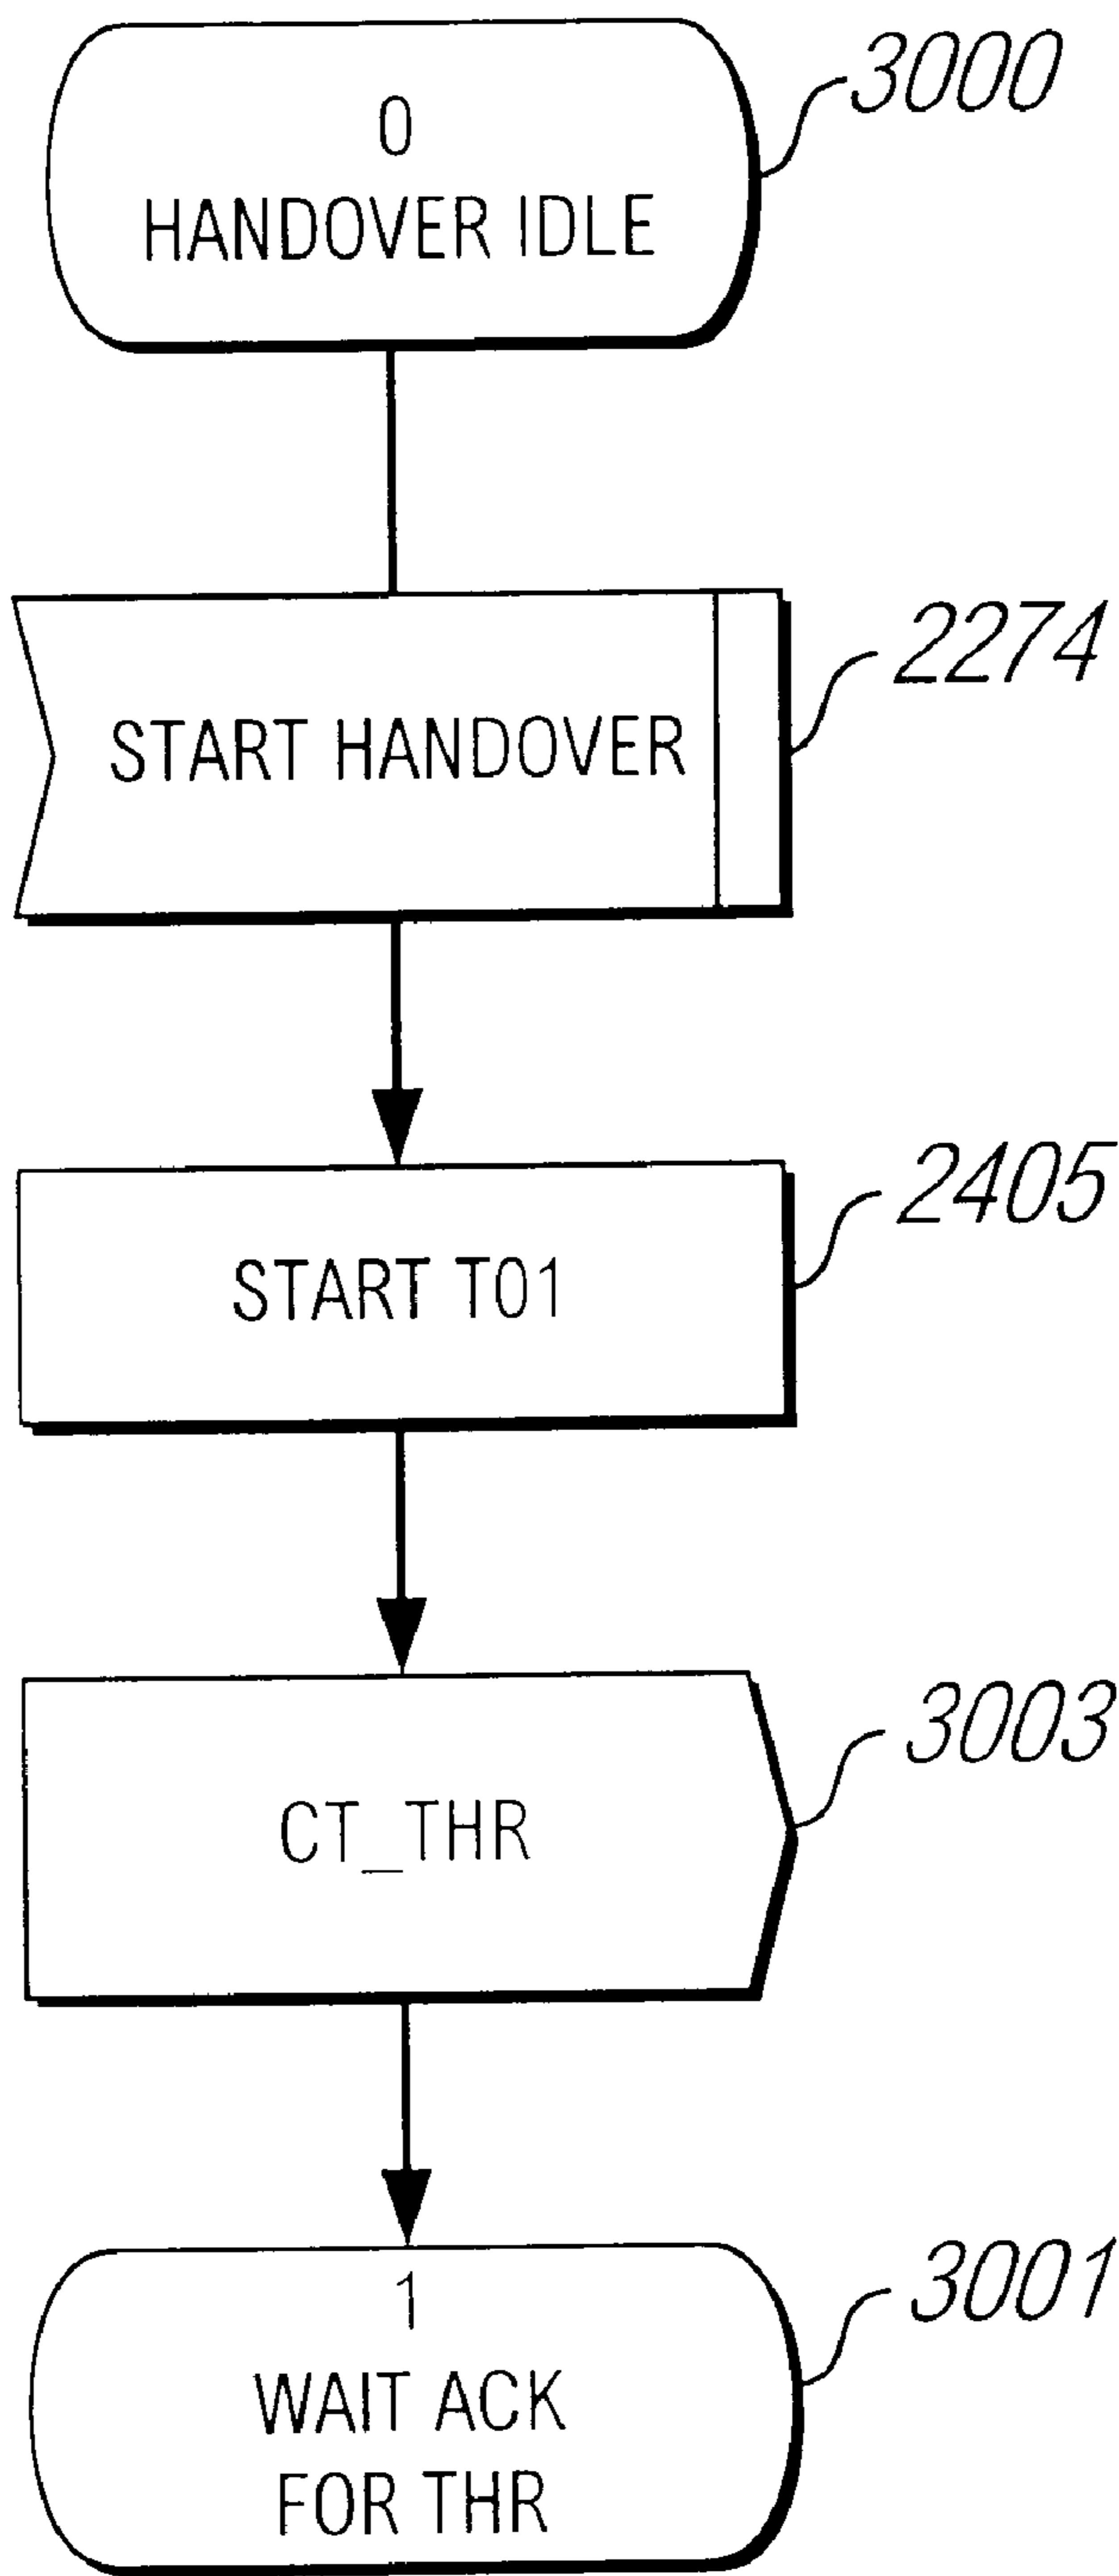 0
HANDOVER IDLE
3000
START HANDOVER
2274
START T01
2405
CT_THR
3003
1
WAIT ACK
FOR THR
3001